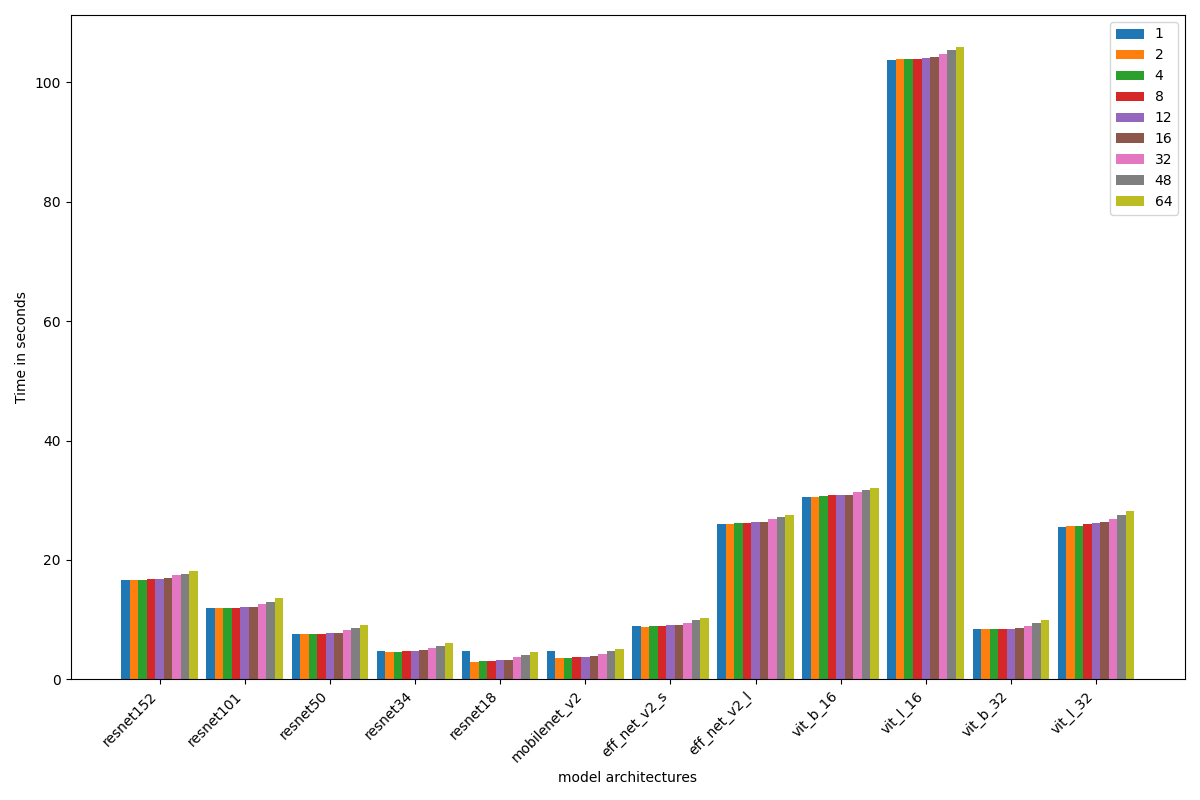 1
2
4
8
12
16
32
48
64
100
80
60
40
20
0
Time in seconds
resnet152
resnet101
resnet50
resnet34
resnet18
mobilenet_v2
eff_net_v2_s
eff_net_v2_l
vit_b_16
vit_l_16
vit_b_32
vit_l_32
model architectures